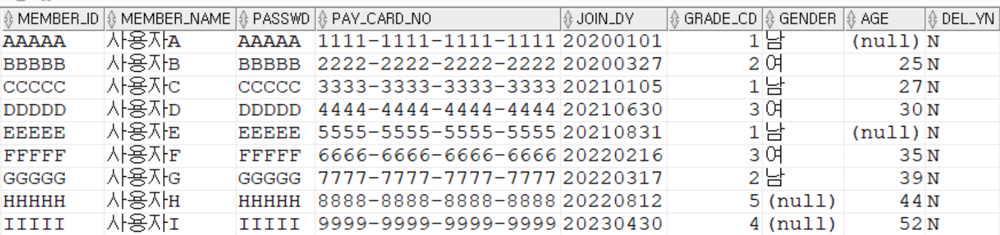 MEMBER_ID MEMBER_NAME PASSWD PAY_CARD_NO JOIN_DY GRADE_CD GENDER AGE DEL_YN
AAAAA 사용자A AAAAA 1111-1111-1111-1111 20200101 1 남 (null) N
BBBBB 사용자B BBBBB 2222-2222-2222-2222 20200327 2 여 25 N
CCCCC 사용자C CCCCC 3333-3333-3333-3333 20210105 1 남 27 N
DDDDD 사용자D DDDDD 4444-4444-4444-4444 20210630 3 여 30 N
EEEEE 사용자E EEEEE 5555-5555-5555-5555 20210831 1 남 (null) N
FFFFF 사용자F FFFFF 6666-6666-6666-6666 20220216 3 여 35 N
GGGGG 사용자G GGGGG 7777-7777-7777-7777 20220317 2 남 39 N
HHHHH 사용자H HHHHH 8888-8888-8888-8888 20220812 5 (null) 44 N
IIIII 사용자I IIIII 9999-9999-9999-9999 20230430 4 (null) 52 N